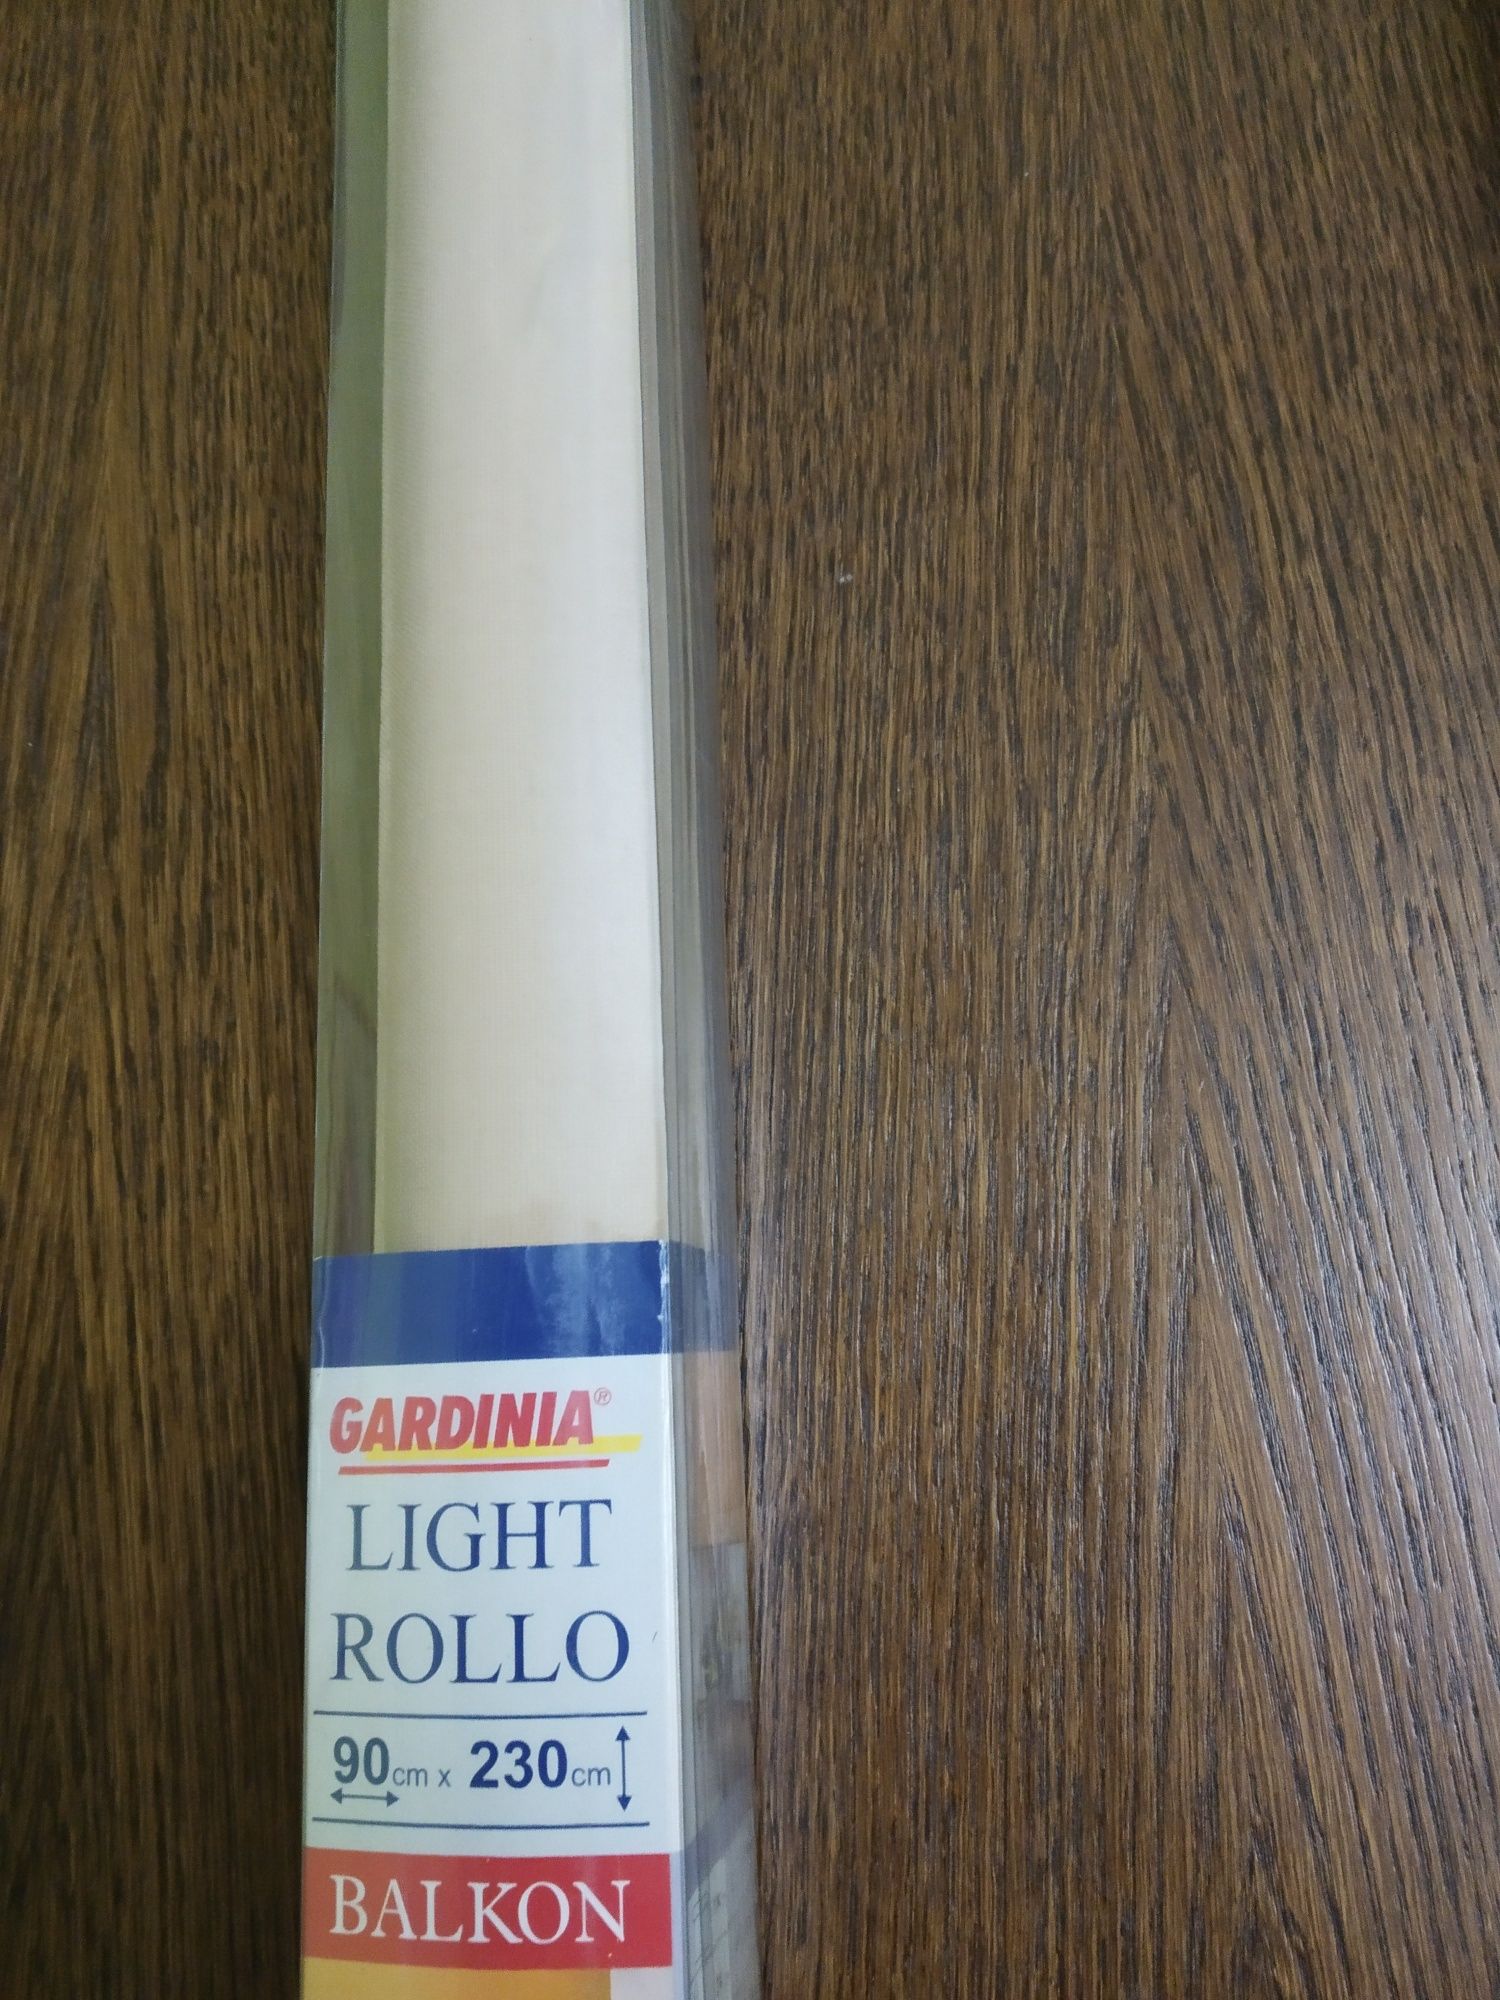 GARDINIA®
LIGHT
ROLLO
90cm x 230cm
BALKON